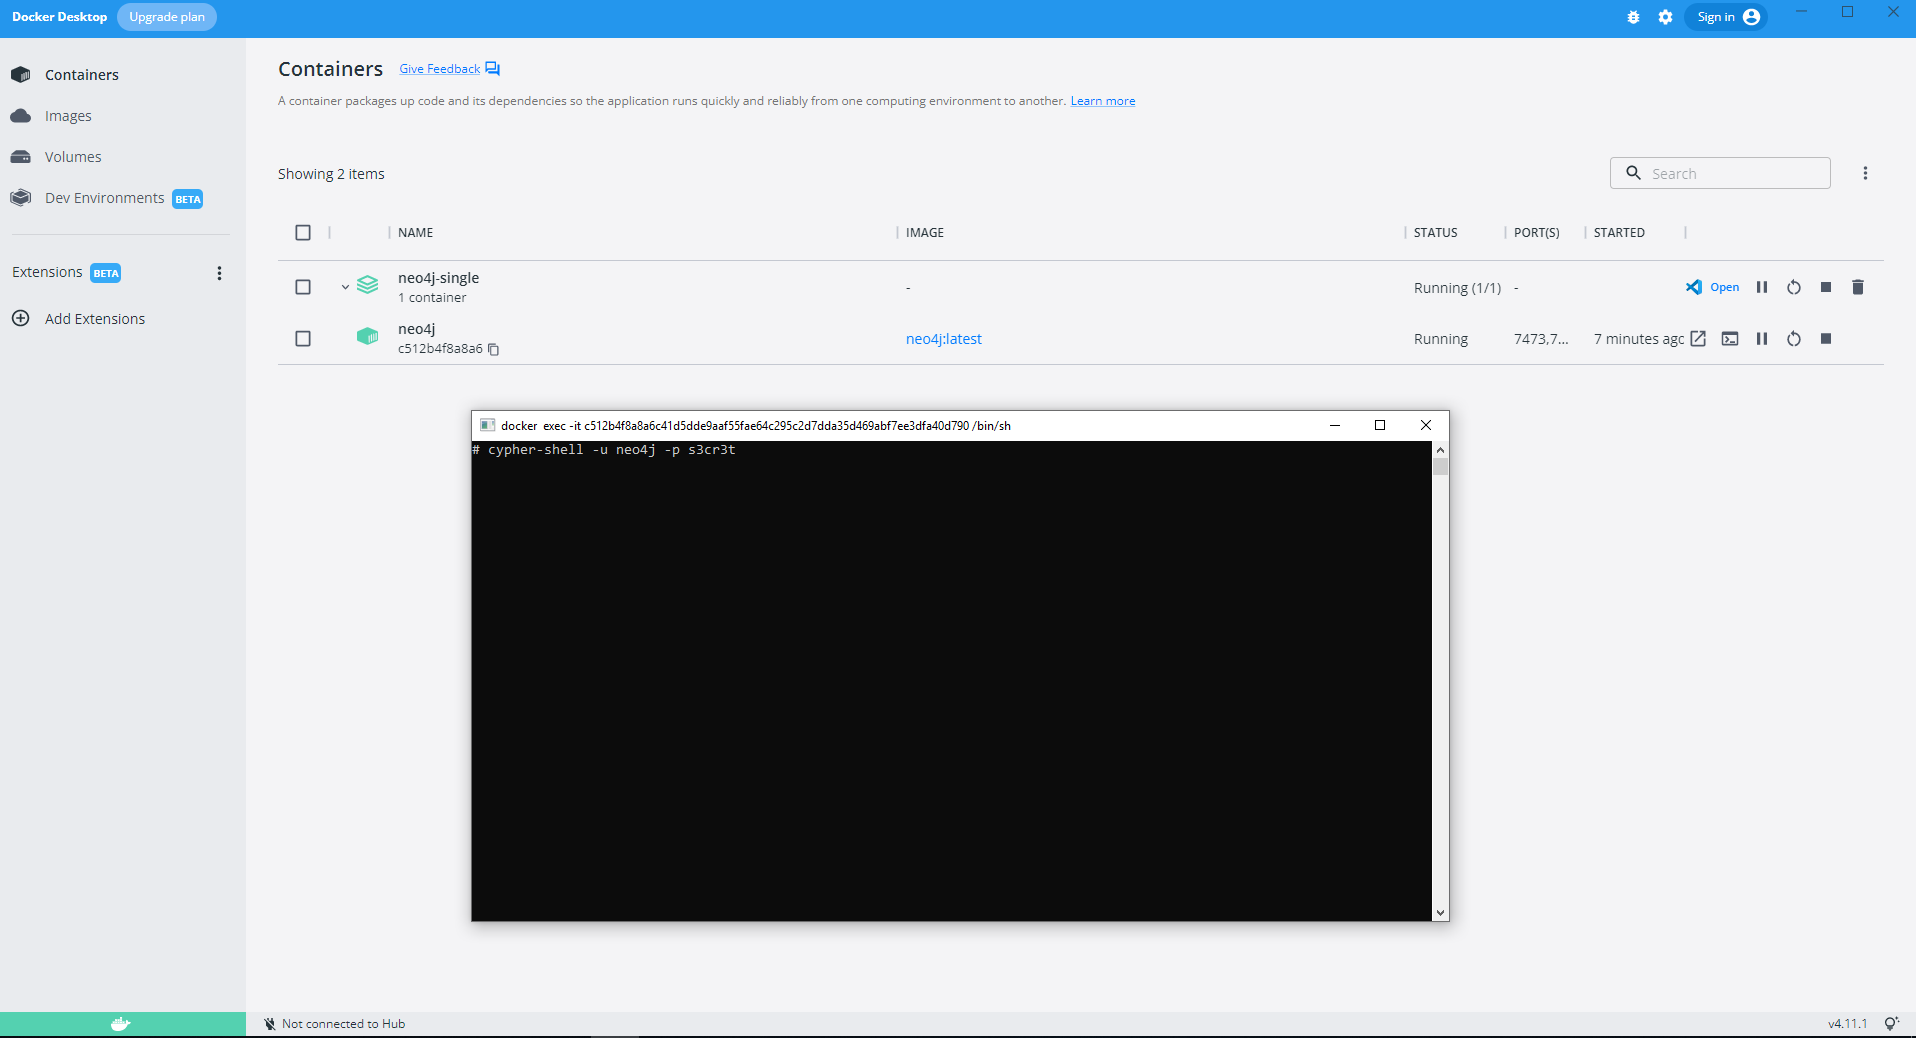 Docker Desktop Upgrade plan Sign in
Containers
Images
Volumes
Dev Environments BETA
Extensions BETA
Add Extensions
Containers Give Feedback
A container packages up code and its dependencies so the application runs quickly and reliably from one computing environment to another. Learn more
Showing 2 items Search
NAME IMAGE STATUS PORT(S) STARTED
neo4j-single
1 container - Running (1/1) - Open
neo4j
c512b4f8a8a6 neo4j:latest Running 7473,7... 7 minutes agc
docker exec -it c512b4f8a8a6c41d5dde9aaf55fae64c295c2d7dda35d469abf7ee3dfa40d790 /bin/sh
# cypher-shell -u neo4j -p s3cr3t
Not connected to Hub v4.11.1